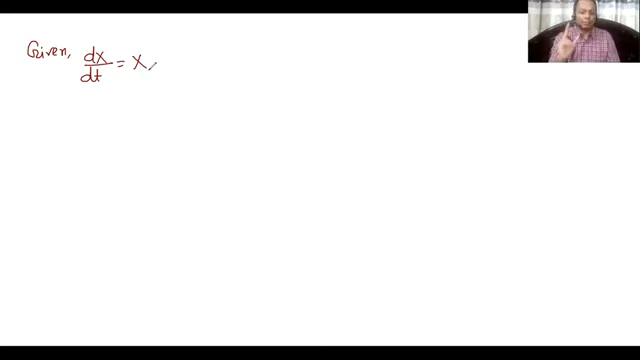 Given, dx/dt = x,